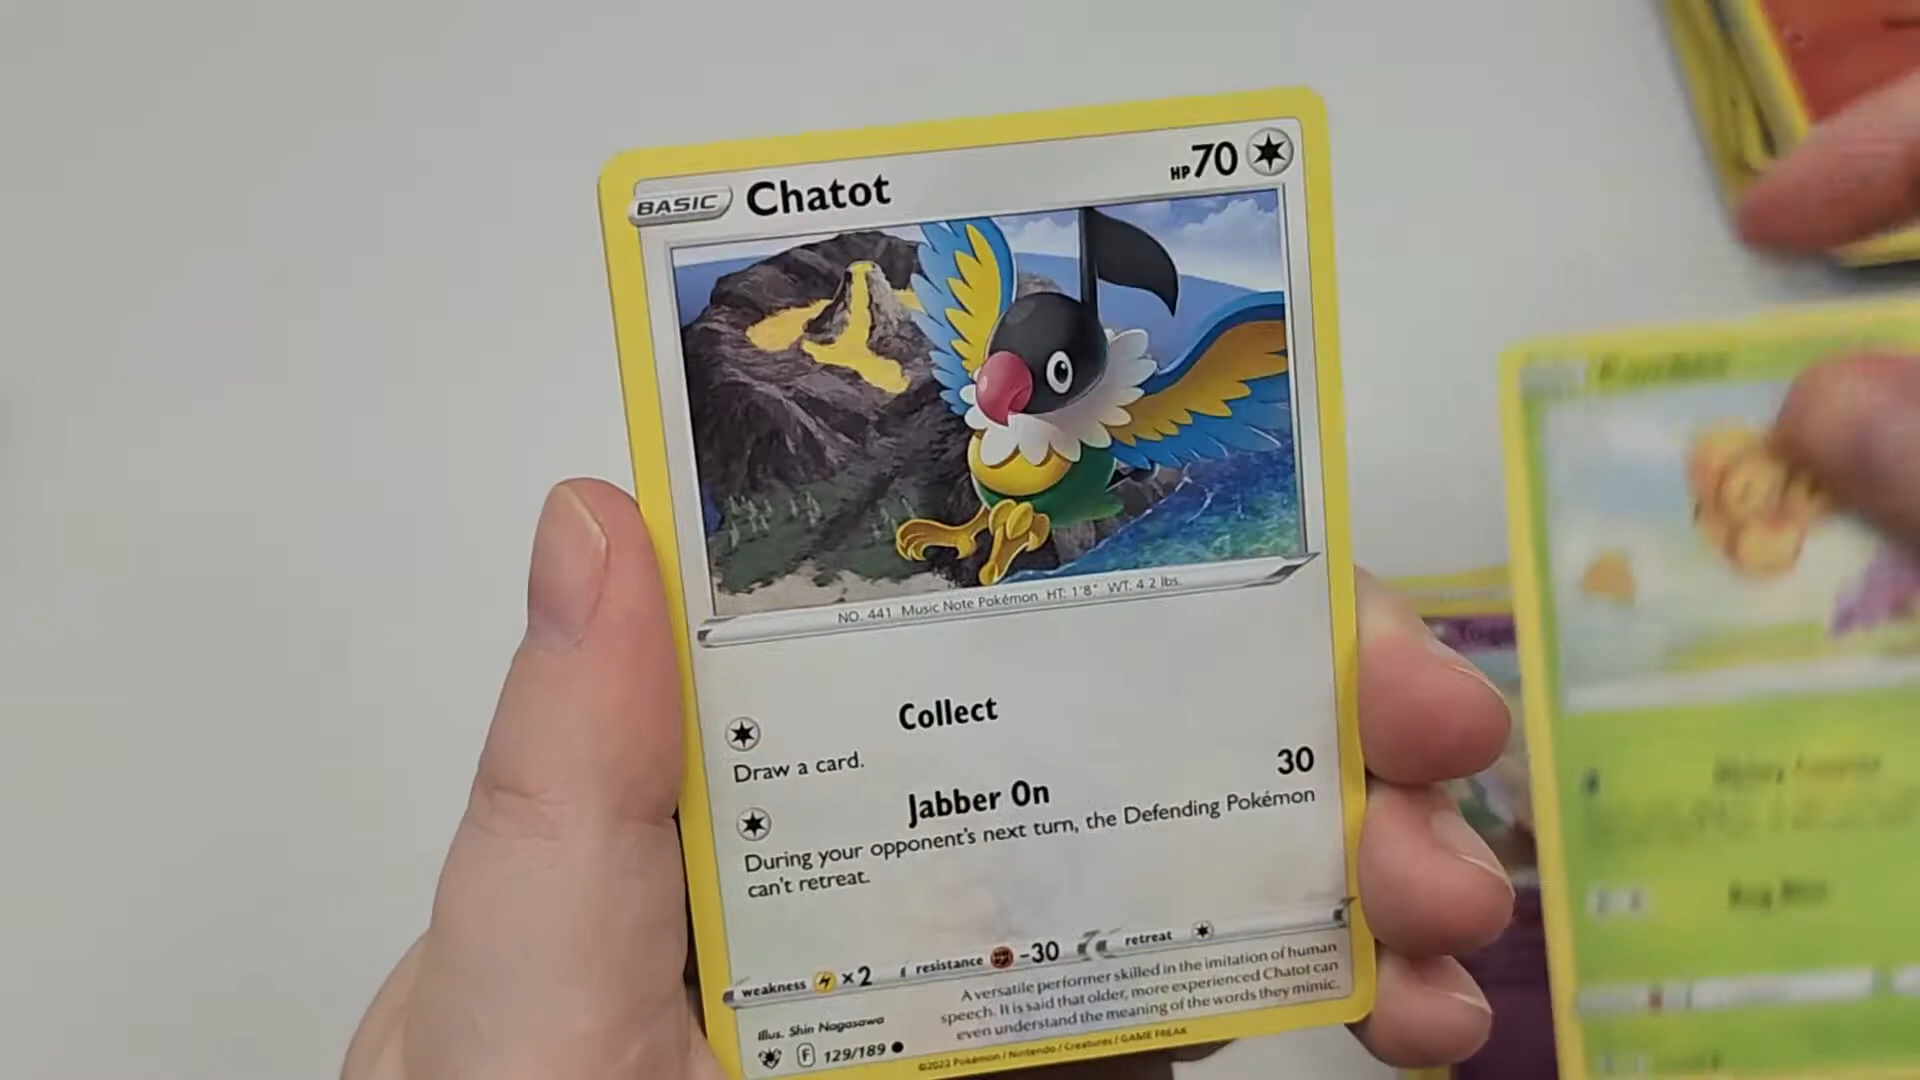 BASIC Chatot HP 70
NO. 441 Music Note Pokémon HT: 1'8" WT: 4.2 lbs.
Collect
Draw a card.
Jabber On 30
During your opponent's next turn, the Defending Pokémon
can't retreat.
weakness ×2 resistance -30 retreat
A versatile performer skilled in the imitation of human
speech. It is said that older, more experienced Chatot can
even understand the meaning of the words they mimic.
Illus. Shin Nagasawa
F 129/189
©2022 Pokémon / Nintendo / Creatures / GAME FREAK